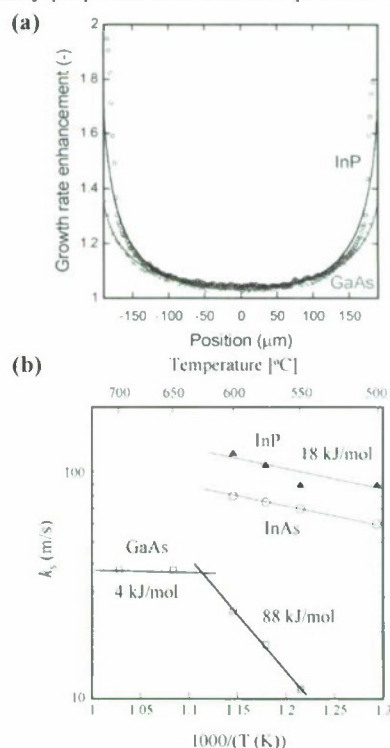 (a)
2
1.8
1.6
1.4
1.2
1
Growth rate enhancement (-)
InP
GaAs
-150 -100 -50 0 50 100 150
Position (μm)
(b)
Temperature [°C]
700 650 600 550 500
100
10
k_s (m/s)
InP
18 kJ/mol
InAs
GaAs
4 kJ/mol
88 kJ/mol
1 1.05 1.1 1.15 1.2 1.25 1.3
1000/(T (K))